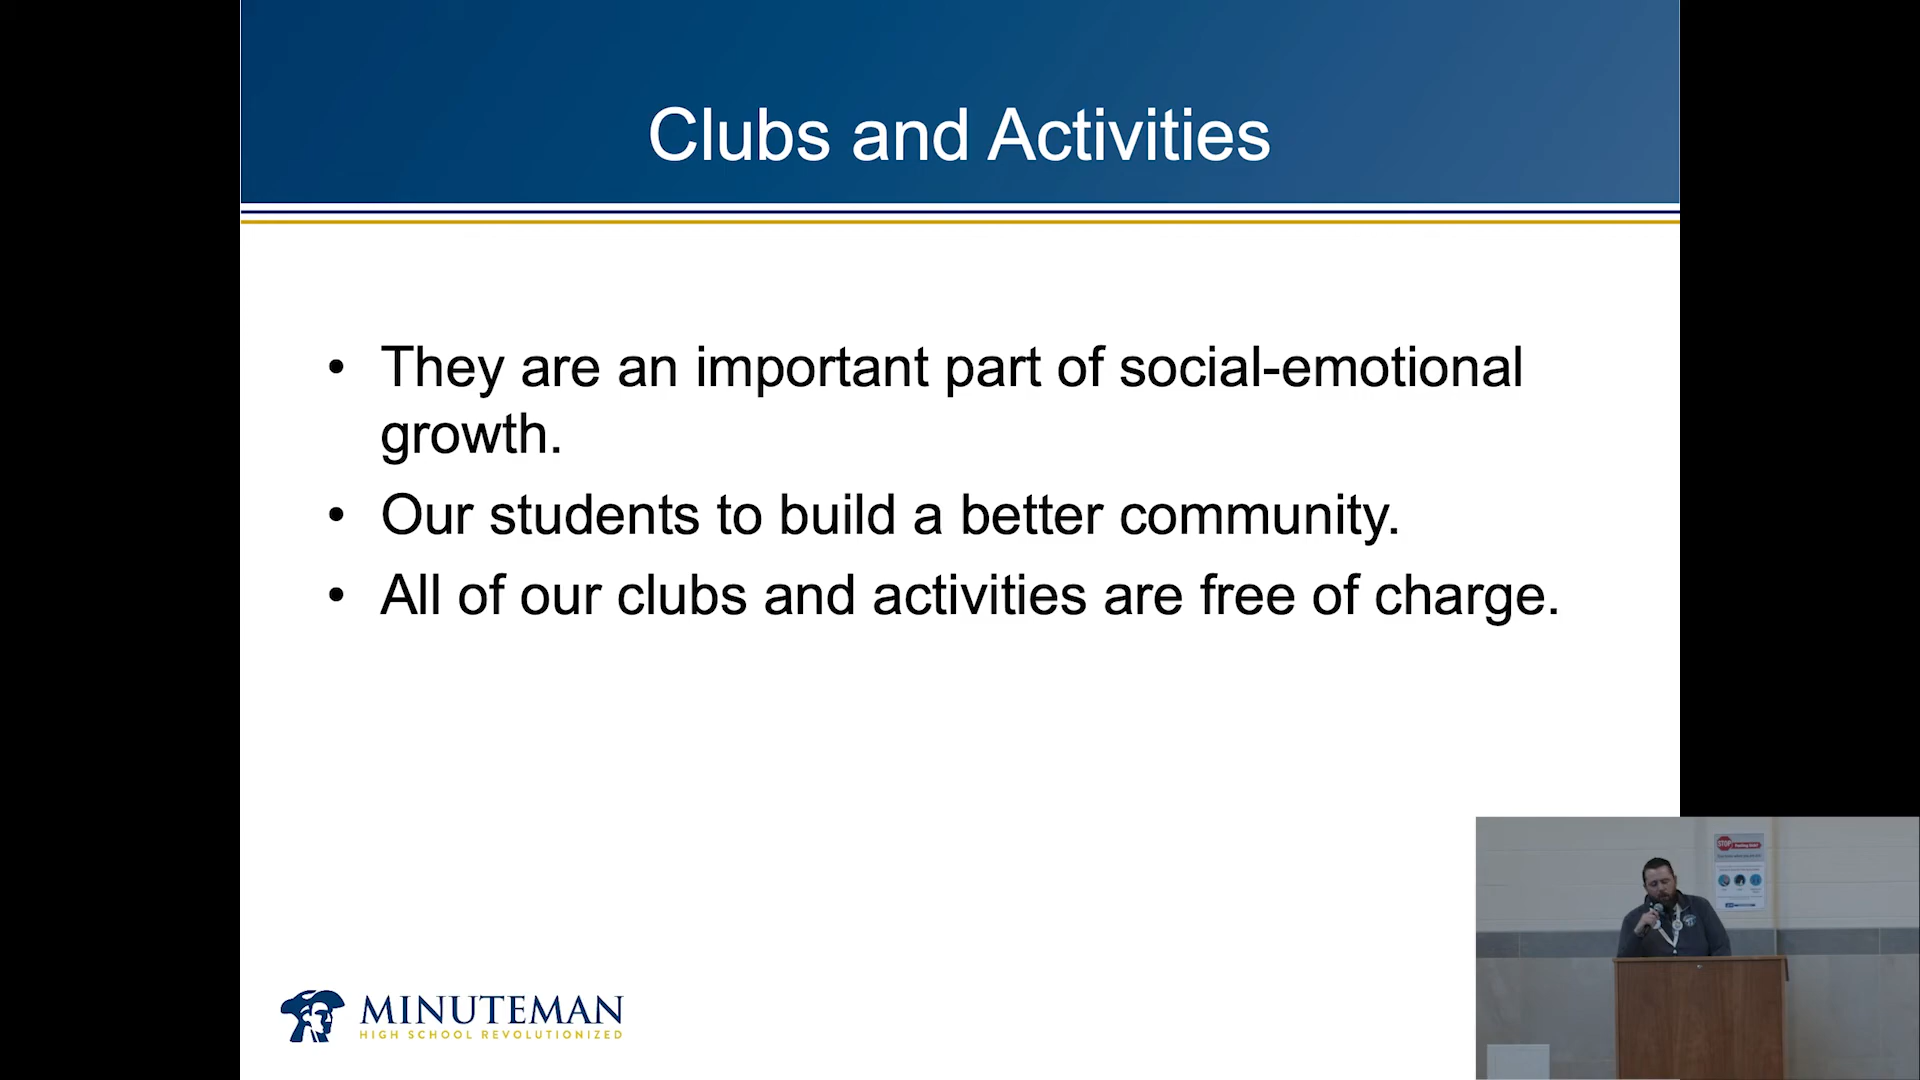 Clubs and Activities
• They are an important part of social-emotional
growth.
• Our students to build a better community.
• All of our clubs and activities are free of charge.
STOP
MINUTEMAN
HIGH SCHOOL REVOLUTIONIZED